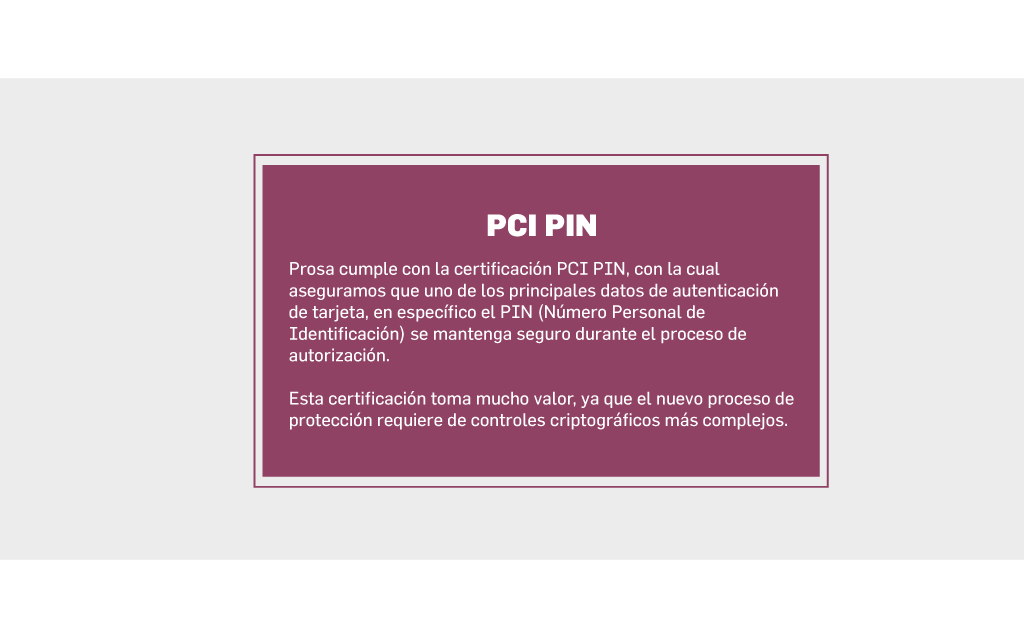 PCI PIN
Prosa cumple con la certificación PCI PIN, con la cual
aseguramos que uno de los principales datos de autenticación
de tarjeta, en específico el PIN (Número Personal de
Identificación) se mantenga seguro durante el proceso de
autorización.
Esta certificación toma mucho valor, ya que el nuevo proceso de
protección requiere de controles criptográficos más complejos.